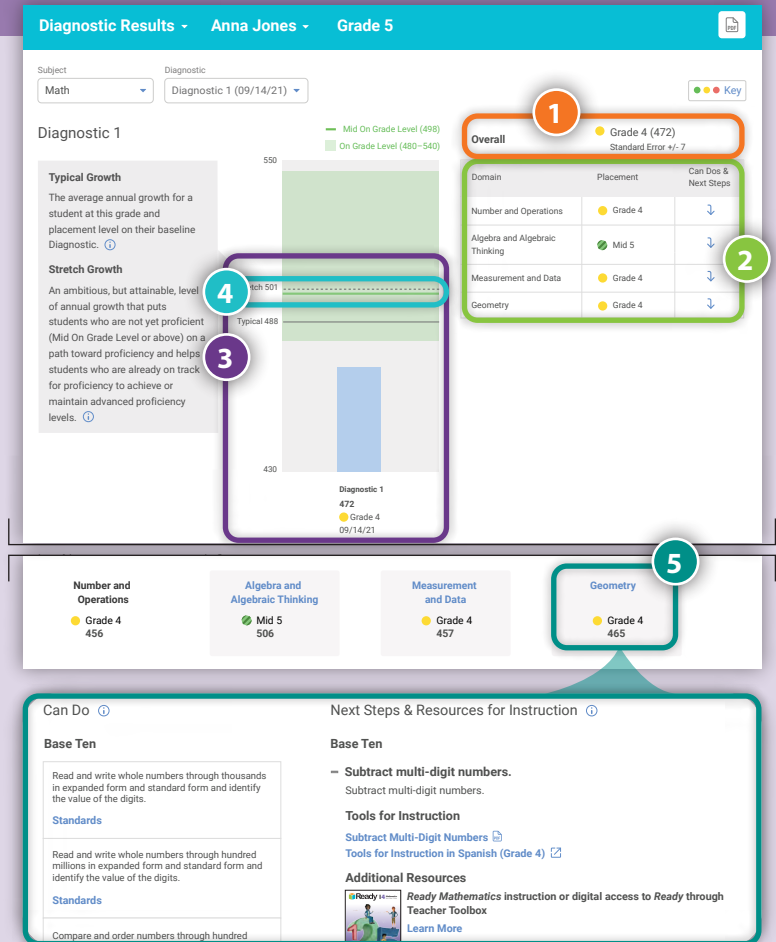 Diagnostic Results
Anna Jones
Grade 5
PDF
Subject
Diagnostic
Math
Diagnostic 1 (09/14/21)
Key
1
Diagnostic 1
Mid On Grade Level (498)
On Grade Level (480–540)
Typical Growth
The average annual growth for a
student at this grade and
placement level on their baseline
Diagnostic.
Stretch Growth
An ambitious, but attainable, level
of annual growth that puts
students who are not yet proficient
(Mid On Grade Level or above) on a
path toward proficiency and helps
students who are already on track
for proficiency to achieve or
maintain advanced proficiency
levels.
550
4
tch 501
Typical 488
3
430
Diagnostic 1
472
Grade 4
09/14/21
Overall
Grade 4 (472)
Standard Error +/- 7
Domain
Placement
Can Dos &
Next Steps
Number and Operations
Grade 4
Algebra and Algebraic
Thinking
Mid 5
2
Measurement and Data
Grade 4
Geometry
Grade 4
5
Number and
Operations
Grade 4
456
Algebra and
Algebraic Thinking
Mid 5
506
Measurement
and Data
Grade 4
457
Geometry
Grade 4
465
Can Do
Base Ten
Read and write whole numbers through thousands
in expanded form and standard form and identify
the value of the digits.
Standards
Read and write whole numbers through hundred
millions in expanded form and standard form and
identify the value of the digits.
Standards
Compare and order numbers through hundred
Next Steps & Resources for Instruction
Base Ten
– Subtract multi-digit numbers.
Subtract multi-digit numbers.
Tools for Instruction
Subtract Multi-Digit Numbers
Tools for Instruction in Spanish (Grade 4)
Additional Resources
Ready
Ready Mathematics instruction or digital access to Ready through
Teacher Toolbox
Learn More